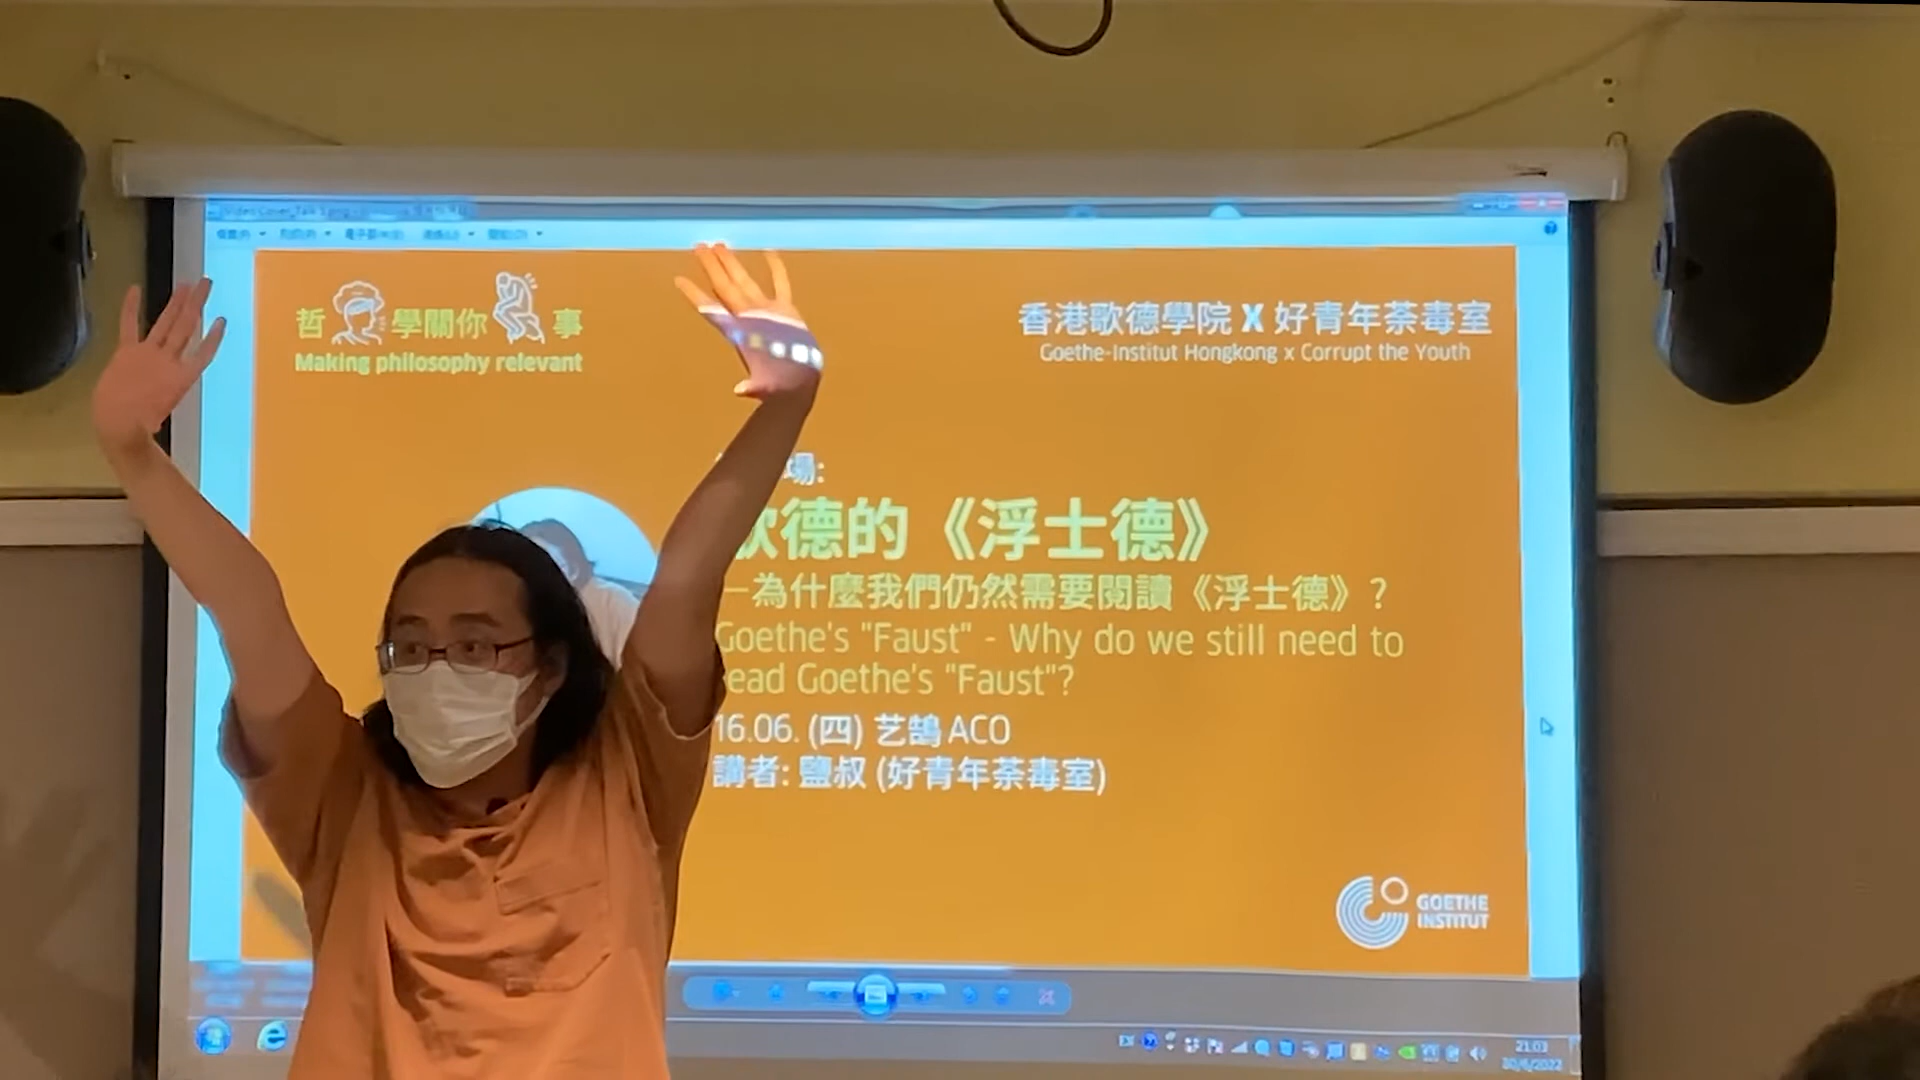 哲學關你事
Making philosophy relevant
香港歌德學院 X 好青年荼毒室
Goethe-Institut Hongkong x Corrupt the Youth
場:
德的《浮士德》
為什麼我們仍然需要閱讀《浮士德》?
Goethe's "Faust" - Why do we still need to
ead Goethe's "Faust"?
16.06. (四) 艺鵠 ACO
講者: 鹽叔 (好青年荼毒室)
GOETHE
INSTITUT
21:03
30/6/2022